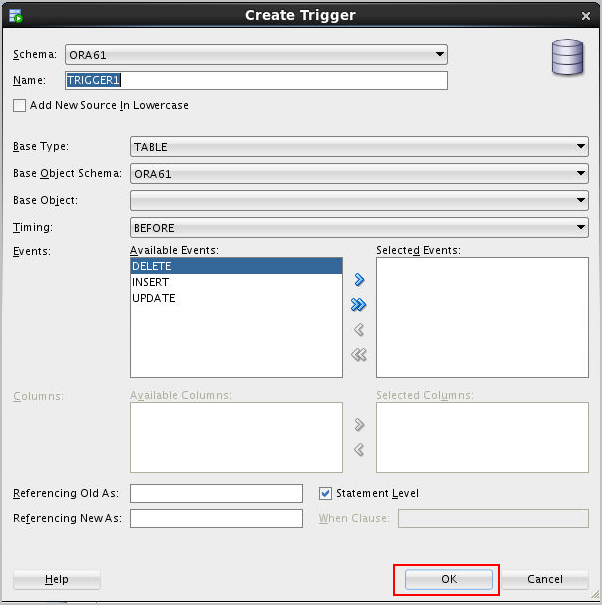 Create Trigger
Schema: ORA61
Name: TRIGGER1
Add New Source In Lowercase
Base Type: TABLE
Base Object Schema: ORA61
Base Object:
Timing: BEFORE
Events: Available Events: Selected Events:
DELETE
INSERT
UPDATE
Columns: Available Columns: Selected Columns:
Referencing Old As: Statement Level
Referencing New As: When Clause:
Help OK Cancel